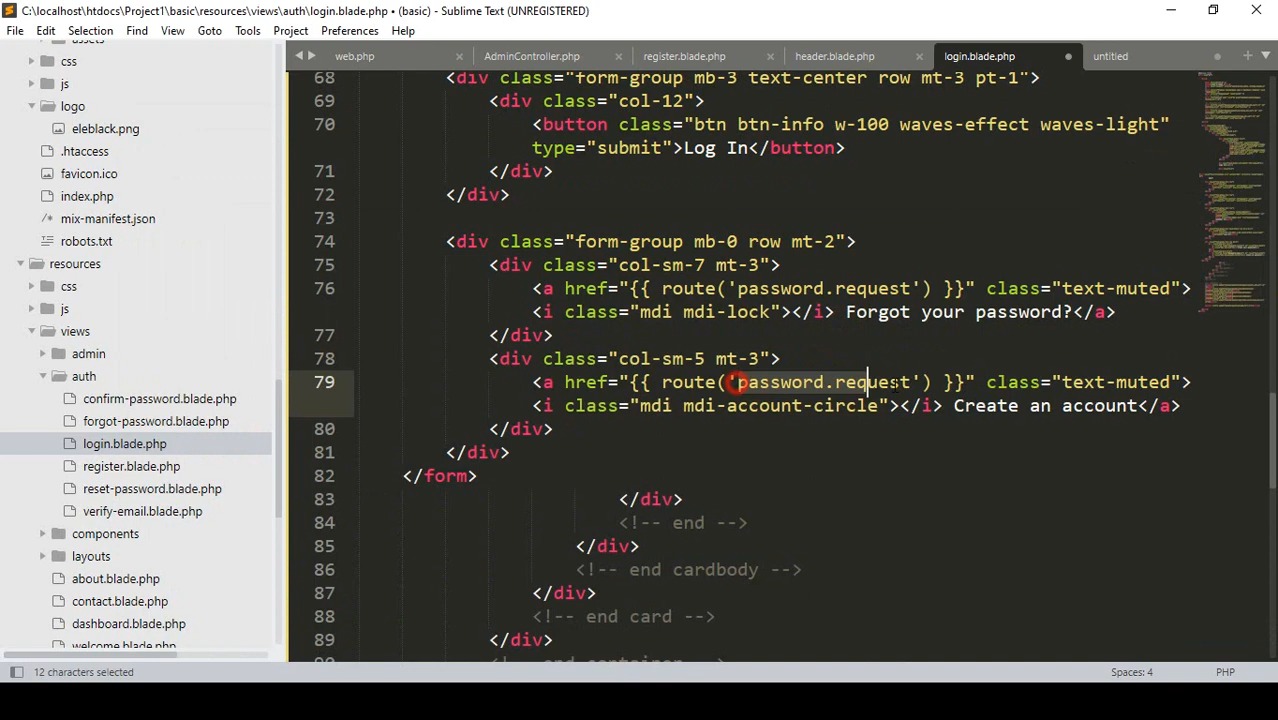 C:\localhost\htdocs\Project1\basic\resources\views\auth\login.blade.php • (basic) - Sublime Text (UNREGISTERED)
File Edit Selection Find View Goto Tools Project Preferences Help
web.php AdminController.php register.blade.php header.blade.php login.blade.php untitled
assets
css
js
logo
eleblack.png
.htaccess
favicon.ico
index.php
mix-manifest.json
robots.txt
resources
css
js
views
admin
auth
confirm-password.blade.php
forgot-password.blade.php
login.blade.php
register.blade.php
reset-password.blade.php
verify-email.blade.php
components
layouts
about.blade.php
contact.blade.php
dashboard.blade.php
welcome.blade.php
68 <div class="form-group mb-3 text-center row mt-3 pt-1">
69 <div class="col-12">
70 <button class="btn btn-info w-100 waves-effect waves-light"
type="submit">Log In</button>
71 </div>
72 </div>
73
74 <div class="form-group mb-0 row mt-2">
75 <div class="col-sm-7 mt-3">
76 <a href="{{ route('password.request') }}" class="text-muted">
<i class="mdi mdi-lock"></i> Forgot your password?</a>
77 </div>
78 <div class="col-sm-5 mt-3">
79 <a href="{{ route('password.request') }}" class="text-muted">
<i class="mdi mdi-account-circle"></i> Create an account</a>
80 </div>
81 </div>
82 </form>
83 </div>
84 <!-- end -->
85 </div>
86 <!-- end cardbody -->
87 </div>
88 <!-- end card -->
89 </div>
90 <!-- end container -->
12 characters selected
Spaces: 4
PHP